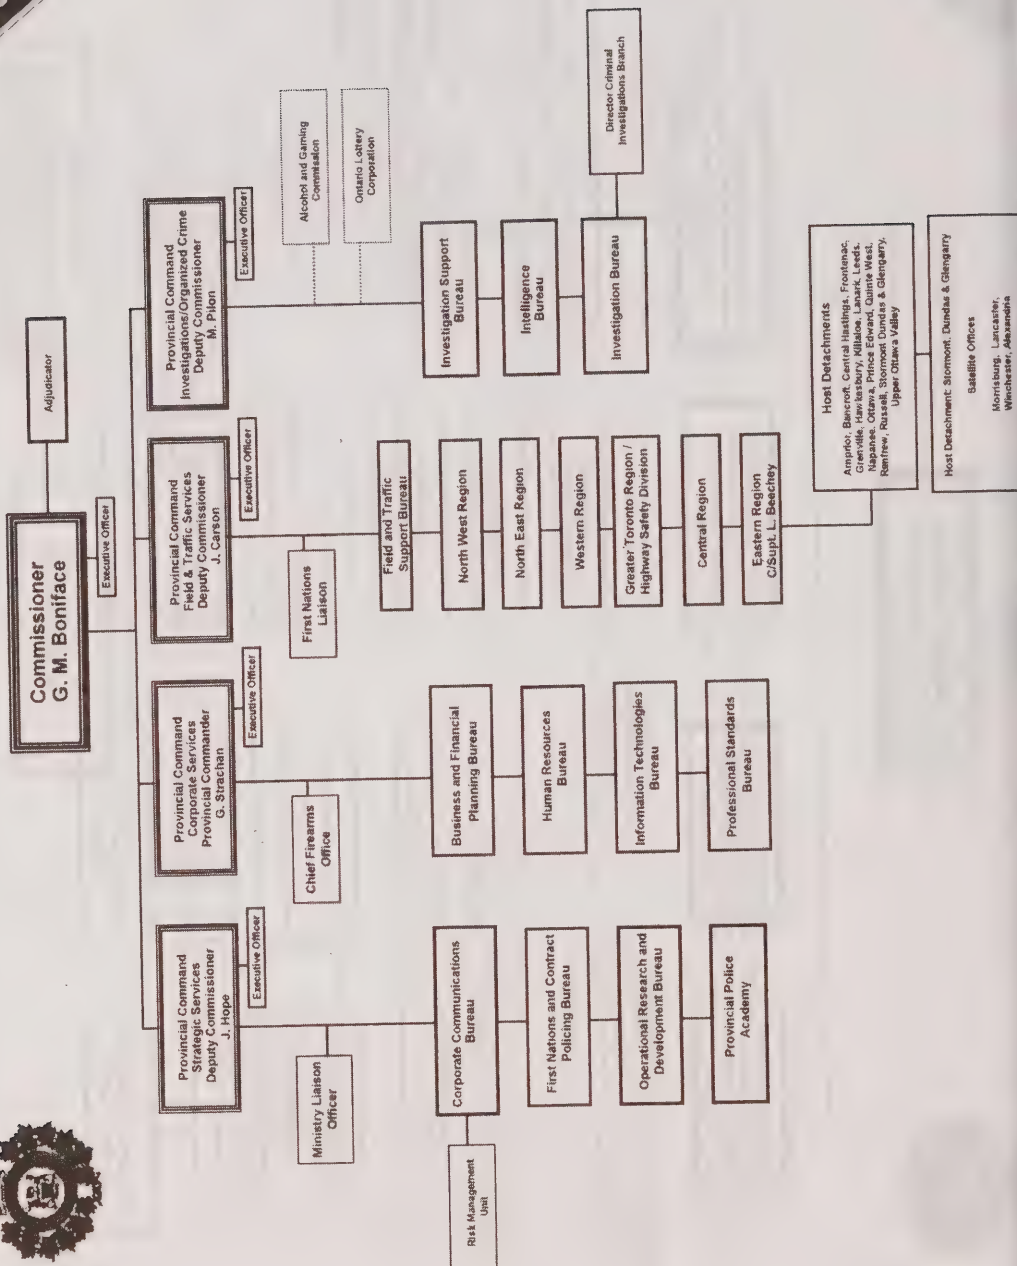 Commissioner
G. M. Boniface
Adjudicator
Executive Officer
Provincial Command
Strategic Services
Deputy Commissioner
J. Hope
Executive Officer
Ministry Liaison
Officer
Corporate Communications
Bureau
Risk Management
Unit
First Nations and Contract
Policing Bureau
Operational Research and
Development Bureau
Provincial Police
Academy
Provincial Command
Corporate Services
Provincial Commander
G. Strachan
Executive Officer
Chief Firearms
Office
Business and Financial
Planning Bureau
Human Resources
Bureau
Information Technologies
Bureau
Professional Standards
Bureau
Provincial Command
Field & Traffic Services
Deputy Commissioner
J. Carson
Executive Officer
First Nations
Liaison
Field and Traffic
Support Bureau
North West Region
North East Region
Western Region
Greater Toronto Region /
Highway Safety Division
Central Region
Eastern Region
C/Supt. L. Beechey
Host Detachments
Arnprior, Bancroft, Central Hastings, Frontenac,
Grenville, Hawkesbury, Killaloe, Lanark, Leeds,
Napanee, Ottawa, Prince Edward, Quinte West,
Renfrew, Russell, Stormont Dundas & Glengarry,
Upper Ottawa Valley
Host Detachment: Stormont, Dundas & Glengarry
Satellite Offices
Morrisburg, Lancaster,
Winchester, Alexandria
Provincial Command
Investigations/Organized Crime
Deputy Commissioner
M. Pilon
Executive Officer
Alcohol and Gaming
Commission
Ontario Lottery
Corporation
Investigation Support
Bureau
Intelligence
Bureau
Investigation Bureau
Director Criminal
Investigations Branch